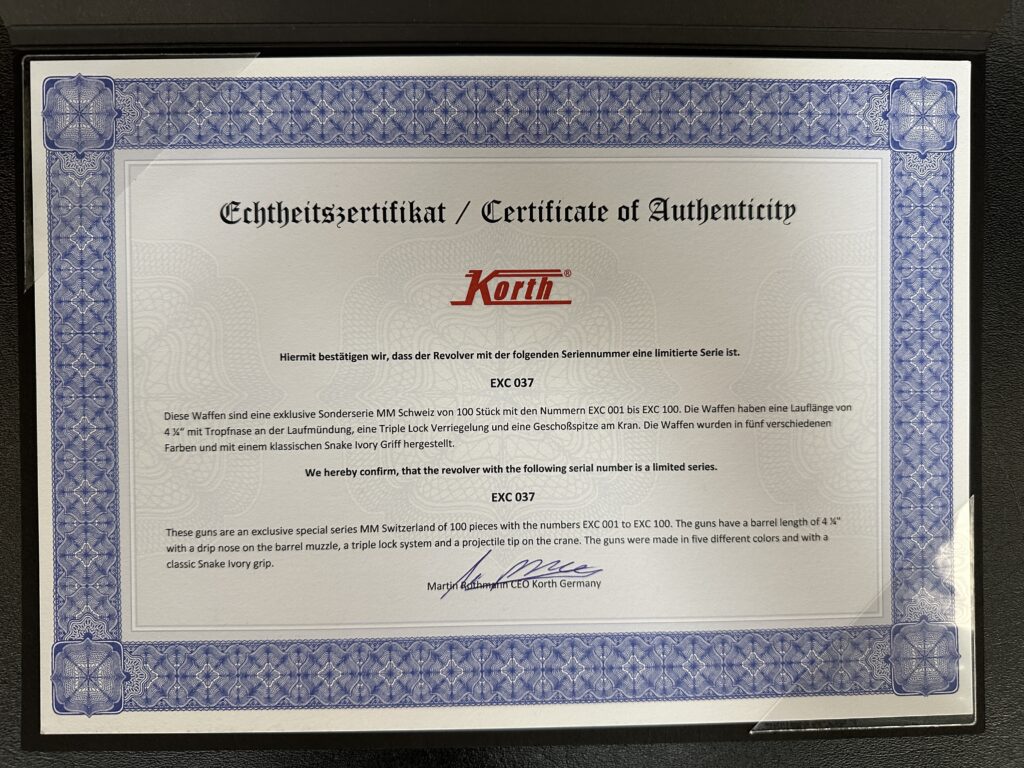 Echtheitszertifikat / Certificate of Authenticity
Korth®
Hiermit bestätigen wir, dass der Revolver mit der folgenden Seriennummer eine limitierte Serie ist.
EXC 037
Diese Waffen sind eine exklusive Sonderserie MM Schweiz von 100 Stück mit den Nummern EXC 001 bis EXC 100. Die Waffen haben eine Lauflänge von
4 ¼“ mit Tropfnase an der Laufmündung, eine Triple Lock Verriegelung und eine Geschoßspitze am Kran. Die Waffen wurden in fünf verschiedenen
Farben und mit einem klassischen Snake Ivory Griff hergestellt.
We hereby confirm, that the revolver with the following serial number is a limited series.
EXC 037
These guns are an exclusive special series MM Switzerland of 100 pieces with the numbers EXC 001 to EXC 100. The guns have a barrel length of 4 ¼“
with a drip nose on the barrel muzzle, a triple lock system and a projectile tip on the crane. The guns were made in five different colors and with a
classic Snake Ivory grip.
Martin Rothmann CEO Korth Germany